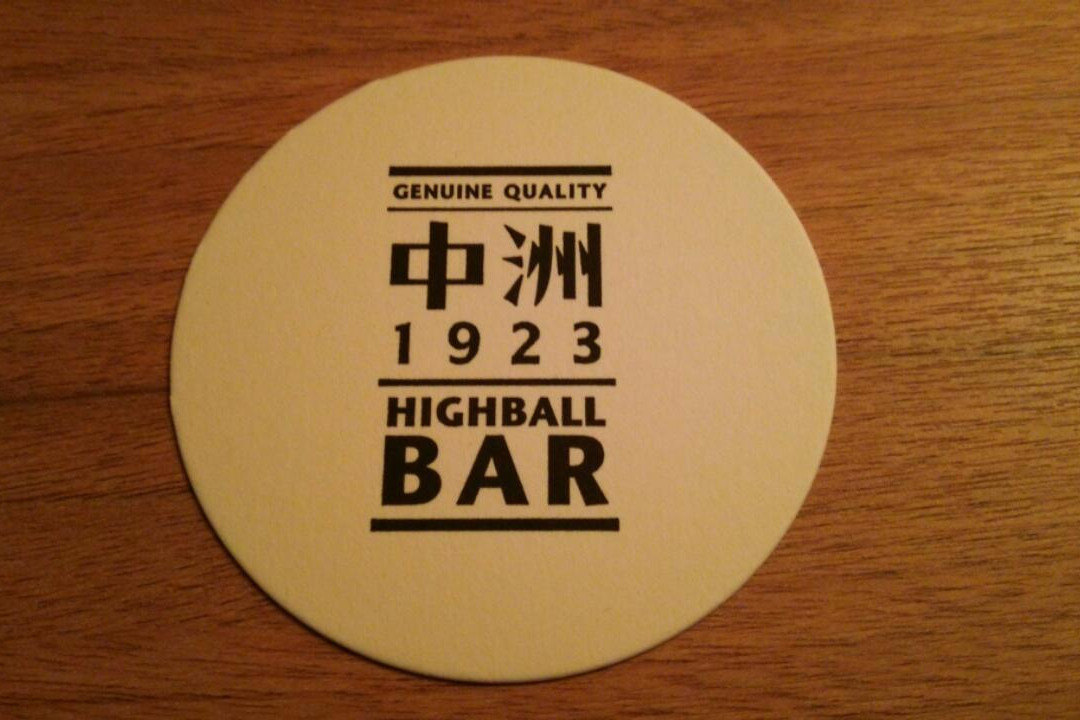 GENUINE QUALITY
中洲
1923
HIGHBALL
BAR